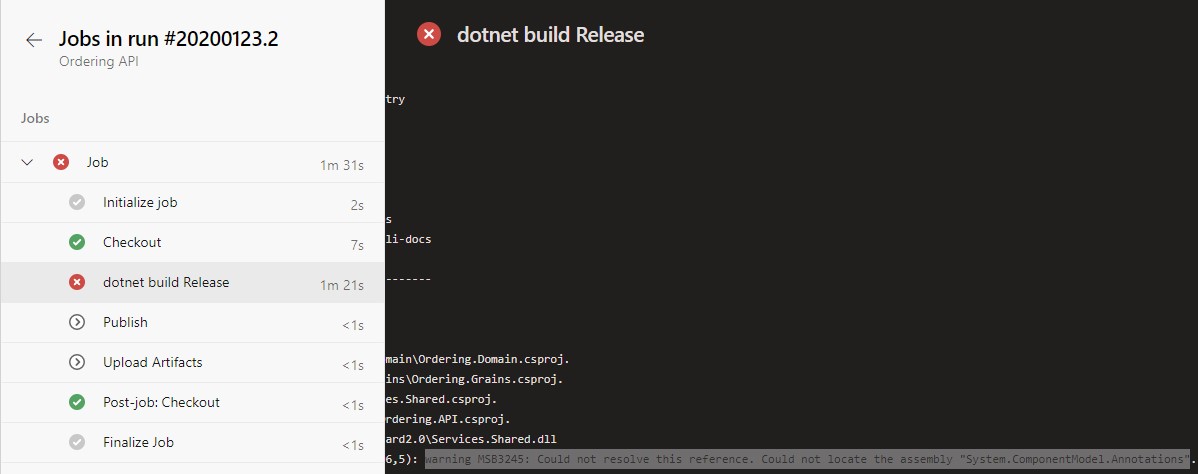 Jobs in run #20200123.2
Ordering API
Jobs
Job 1m 31s
Initialize job 2s
Checkout 7s
dotnet build Release 1m 21s
Publish <1s
Upload Artifacts <1s
Post-job: Checkout <1s
Finalize Job <1s
dotnet build Release
try
s
li-docs
-------
main\Ordering.Domain.csproj.
ins\Ordering.Grains.csproj.
es.Shared.csproj.
rdering.API.csproj.
ard2.0\Services.Shared.dll
6,5): warning MSB3245: Could not resolve this reference. Could not locate the assembly "System.ComponentModel.Annotations".